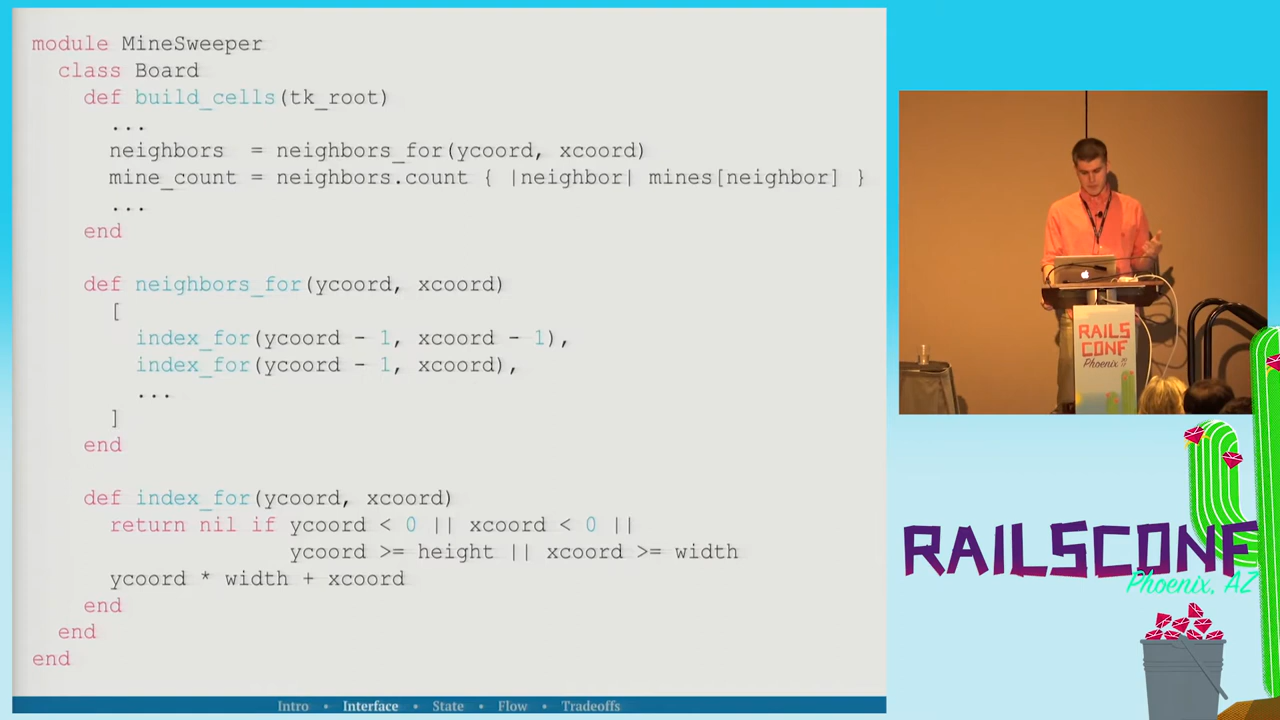 module MineSweeper
  class Board
    def build_cells(tk_root)
      ...
      neighbors  = neighbors_for(ycoord, xcoord)
      mine_count = neighbors.count { |neighbor| mines[neighbor] }
      ...
    end

    def neighbors_for(ycoord, xcoord)
      [
        index_for(ycoord - 1, xcoord - 1),
        index_for(ycoord - 1, xcoord),
        ...
      ]
    end

    def index_for(ycoord, xcoord)
      return nil if ycoord < 0 || xcoord < 0 ||
                    ycoord >= height || xcoord >= width
      ycoord * width + xcoord
    end
  end
end
Intro • Interface • State • Flow • Tradeoffs
RAILS
CONF
Phoenix
RAILSCONF
Phoenix, AZ